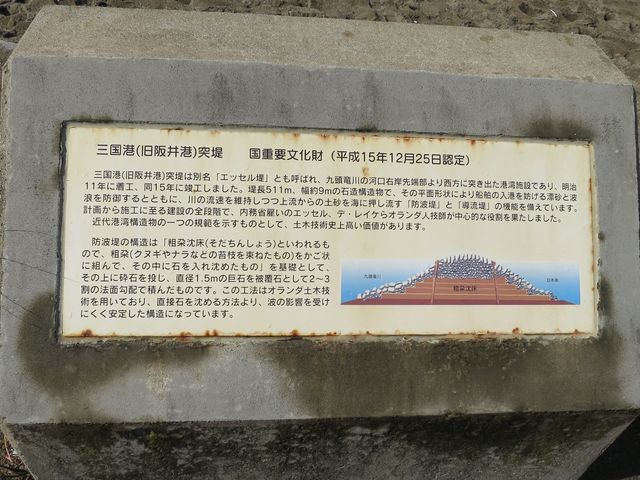 三国港(旧阪井港)突堤　　国重要文化財（平成15年12月25日認定）
三国港(旧阪井港)突堤は別名「エッセル堤」とも呼ばれ、九頭竜川の河口右岸先端部より西方に突き出た港湾施設であり、明治
11年に着工、同15年に竣工しました。堤長511m、幅約9mの石造構造物で、その平面形状により船舶の入港を妨げる漂砂と波
浪を防御するとともに、川の流速を維持しつつ上流からの土砂を海に押し流す「防波堤」と「導流堤」の機能を備えています。
計画から施工に至る建設の全段階で、内務省雇いのエッセル、デ・レイケらオランダ人技師が中心的な役割を果たしました。
近代港湾構造物の一つの規範を示すものとして、土木技術史上高い価値があります。
防波堤の構造は「粗朶沈床(そだちんしょう)といわれるも
ので、粗朶(クヌギやナラなどの苔枝を束ねたもの)をかご状
に組んで、その中に石を入れ沈めたもの」を基礎として、
その上に砕石を投じ、直径1.5mの巨石を被覆石として2〜3
割の法面勾配で積んだものです。この工法はオランダ土木技
術を用いており、直接石を沈める方法より、波の影響を受け
にくく安定した構造になっています。
九頭竜川
日本海
粗朶沈床